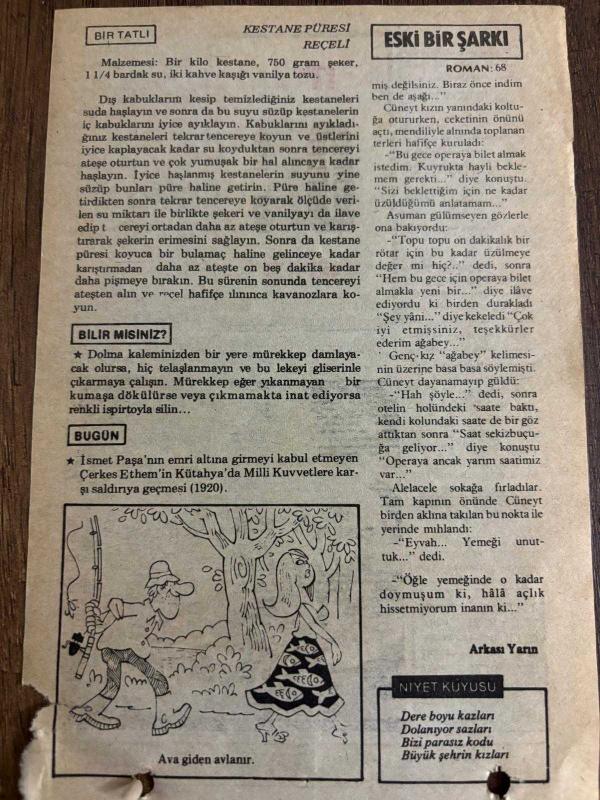 BİR TATLI
KESTANE PÜRESİ
REÇELİ
Malzemesi: Bir kilo kestane, 750 gram şeker,
1 1/4 bardak su, iki kahve kaşığı vanilya tozu.
Dış kabuklarını kesip temizlediğiniz kestaneleri
suda haşlayın ve sonra da bu suyu süzüp kestanelerin
iç kabuklarını iyice ayıklayın. Kabuklarını ayıkladı-
ğınız kestaneleri tekrar tencereye koyun ve üstlerini
iyice kaplayacak kadar su koyduktan sonra tencereyi
ateşe oturtun ve çok yumuşak bir hal alıncaya kadar
haşlayın. İyice haşlanmış kestanelerin suyunu yine
süzüp bunları püre haline getirin. Püre haline ge-
tirdikten sonra tekrar tencereye koyarak ölçüde veri-
len su miktarı ile birlikte şekeri ve vanilyayı da ilave
edip t cereyi ortadan daha az ateşe oturtun ve karış-
tırarak şekerin erimesini sağlayın. Sonra da kestane
püresi koyuca bir bulamaç haline gelinceye kadar
karıştırmadan daha az ateşte on beş dakika kadar
daha pişmeye bırakın. Bu sürenin sonunda tencereyi
ateşten alın ve reçel hafifçe ılınınca kavanozlara ko-
yun.
BİLİR MİSİNİZ?
★ Dolma kaleminizden bir yere mürekkep damlaya-
cak olursa, hiç telaşlanmayın ve bu lekeyi gliserinle
çıkarmaya çalışın. Mürekkep eğer yıkanmayan bir
kumaşa dökülürse veya çıkmamakta inat ediyorsa
renkli ispirtoyla silin...
BUGÜN
★ İsmet Paşa'nın emri altına girmeyi kabul etmeyen
Çerkes Ethem'in Kütahya'da Milli Kuvvetlere kar-
şı saldırıya geçmesi (1920).
Ava giden avlanır.
ESKİ BİR ŞARKI
ROMAN: 68
miş değilsiniz. Biraz önce indim
ben de aşağı..."
Cüneyt kızın yanındaki koltu-
ğa otururken, ceketinin önünü
açtı, mendiliyle alnında toplanan
terleri hafifçe kuruladı:
-"Bu gece operaya bilet almak
istedim. Kuyrukta hayli bekle-
mem gerekti..." diye konuştu.
"Sizi beklettiğim için ne kadar
üzüldüğümü anlatamam..."
Asuman gülümseyen gözlerle
ona bakıyordu:
-"Topu topu on dakikalık bir
rötar için bu kadar üzülmeye
değer mi hiç?.." dedi, sonra
"Hem bu gece için operaya bilet
almakla yeni bir..." diye ilâve
ediyordu ki birden durakladı
"Şey yâni..." diye kekeledi "Çok
iyi etmişsiniz, teşekkürler
ederim ağabey..."
Genç kız "ağabey" kelimesi-
nin üzerine basa basa söylemişti.
Cüneyt dayanamayıp güldü:
-"Hah şöyle..." dedi, sonra
otelin holündeki saate baktı,
kendi kolundaki saate de bir göz
attıktan sonra "Saat sekizbuçu-
ğa geliyor..." diye konuştu
"Operaya ancak yarım saatimiz
var..."
Alelacele sokağa fırladılar.
Tam kapının önünde Cüneyt
birden aklına takılan bu nokta ile
yerinde mıhlandı:
-"Eyvah... Yemeği unut-
tuk..." dedi.
-"Öğle yemeğinde o kadar
doymuşum ki, hâlâ açlık
hissetmiyorum inanın ki..."
Arkası Yarın
NİYET KUYUSU
Dere boyu kazları
Dolanıyor sazları
Bizi parasız kodu
Büyük şehrin kızları